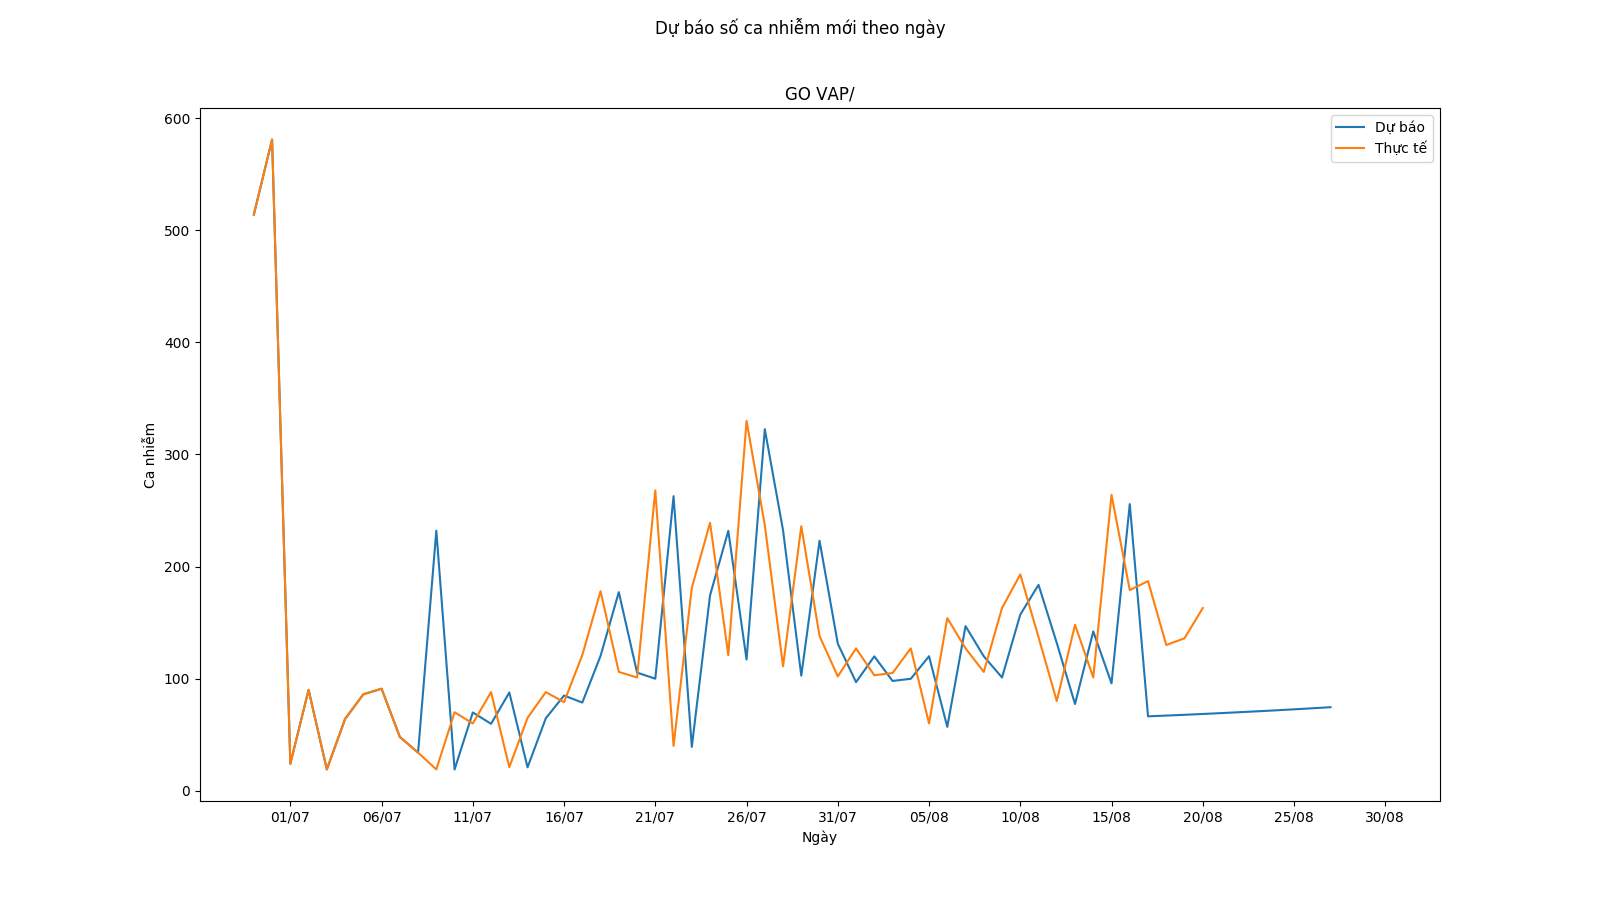 Dự báo số ca nhiễm mới theo ngày
GO VAP/
600
500
400
300
200
100
0
Ca nhiễm
Dự báo
Thực tế
01/07 06/07 11/07 16/07 21/07 26/07 31/07 05/08 10/08 15/08 20/08 25/08 30/08
Ngày